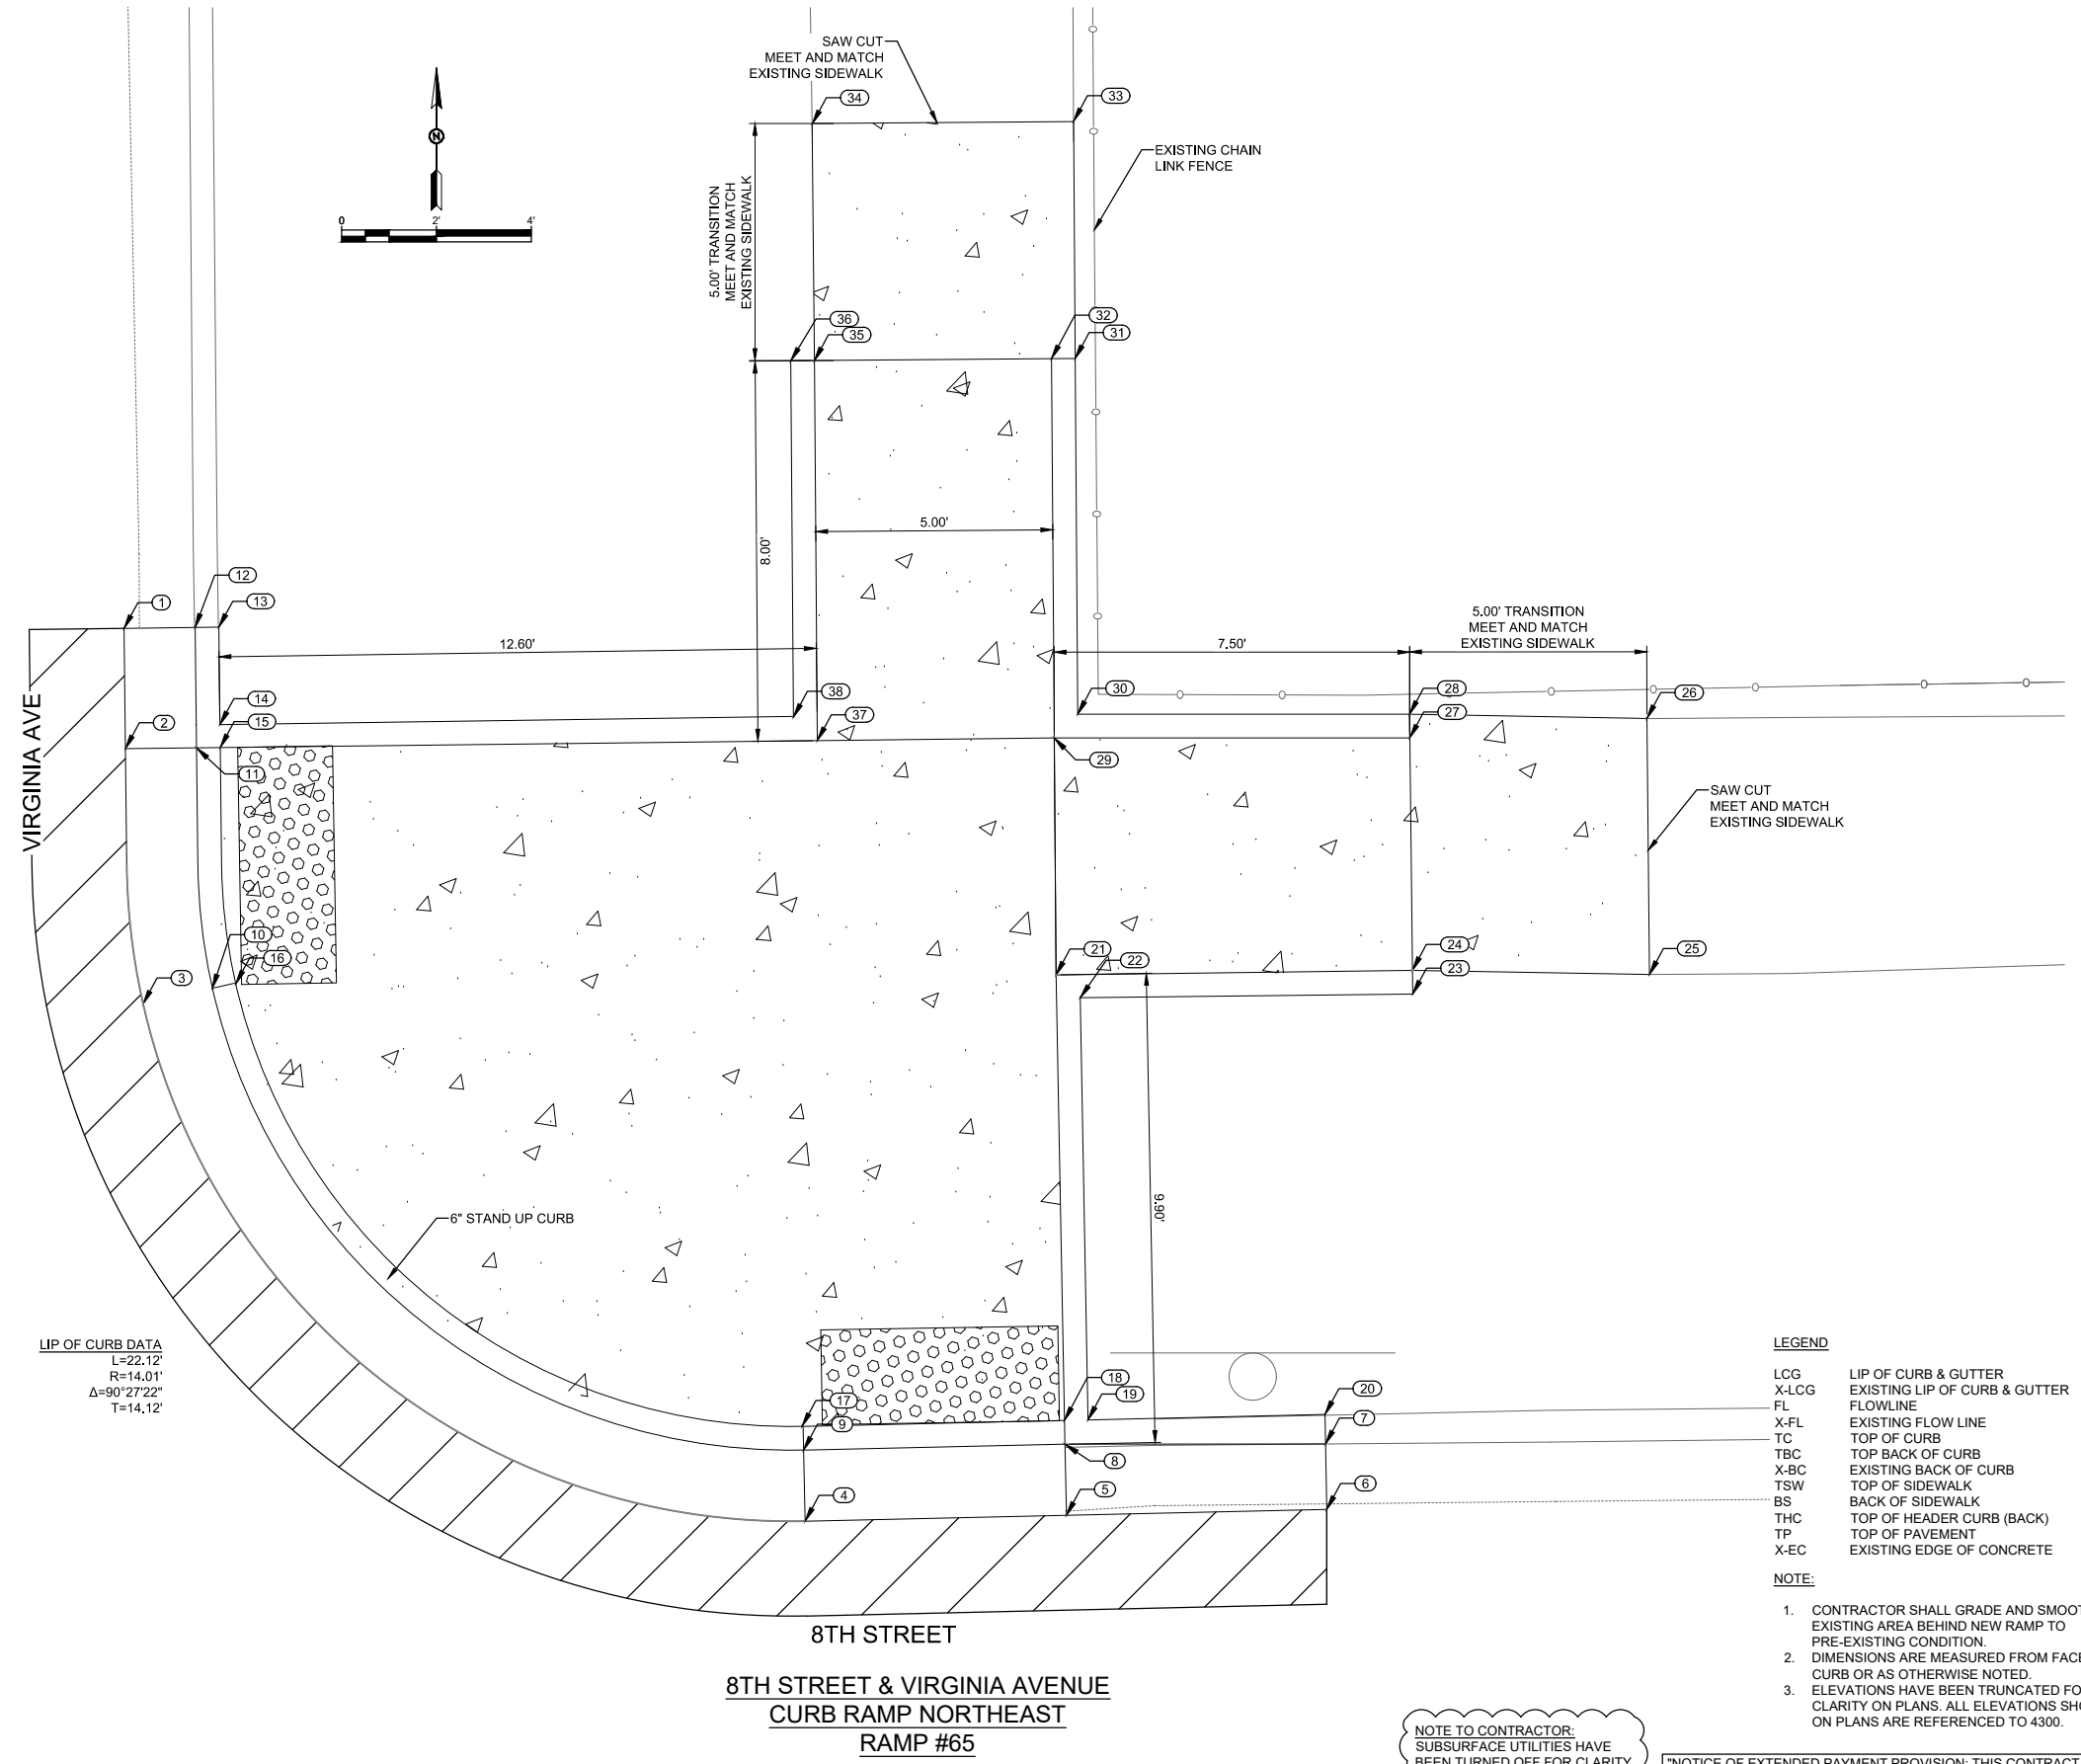 SAW CUT
MEET AND MATCH
EXISTING SIDEWALK
34
33
N
0 2' 4'
EXISTING CHAIN
LINK FENCE
5.00' TRANSITION
MEET AND MATCH
EXISTING SIDEWALK
36
35
32
31
5.00'
8.00'
12
1
13
5.00' TRANSITION
MEET AND MATCH
EXISTING SIDEWALK
12.60'
7.50'
14
38
30
28
26
2
15
37
27
11
29
VIRGINIA AVE
SAW CUT
MEET AND MATCH
EXISTING SIDEWALK
10
16
3
21
22
24
23
25
9.90'
6" STAND UP CURB
LIP OF CURB DATA
L=22.12'
R=14.01'
Δ=90°27'22"
T=14.12'
17
9
18
19
20
7
8
4
5
6
LEGEND
LCG LIP OF CURB & GUTTER
X-LCG EXISTING LIP OF CURB & GUTTER
FL FLOWLINE
X-FL EXISTING FLOW LINE
TC TOP OF CURB
TBC TOP BACK OF CURB
X-BC EXISTING BACK OF CURB
TSW TOP OF SIDEWALK
BS BACK OF SIDEWALK
THC TOP OF HEADER CURB (BACK)
TP TOP OF PAVEMENT
X-EC EXISTING EDGE OF CONCRETE
NOTE:
1. CONTRACTOR SHALL GRADE AND SMOOT
EXISTING AREA BEHIND NEW RAMP TO
PRE-EXISTING CONDITION.
2. DIMENSIONS ARE MEASURED FROM FACE
CURB OR AS OTHERWISE NOTED.
3. ELEVATIONS HAVE BEEN TRUNCATED FO
CLARITY ON PLANS. ALL ELEVATIONS SHO
ON PLANS ARE REFERENCED TO 4300.
8TH STREET
8TH STREET & VIRGINIA AVENUE
CURB RAMP NORTHEAST
RAMP #65
NOTE TO CONTRACTOR:
SUBSURFACE UTILITIES HAVE
BEEN TURNED OFF FOR CLARITY
"NOTICE OF EXTENDED PAYMENT PROVISION: THIS CONTRACT